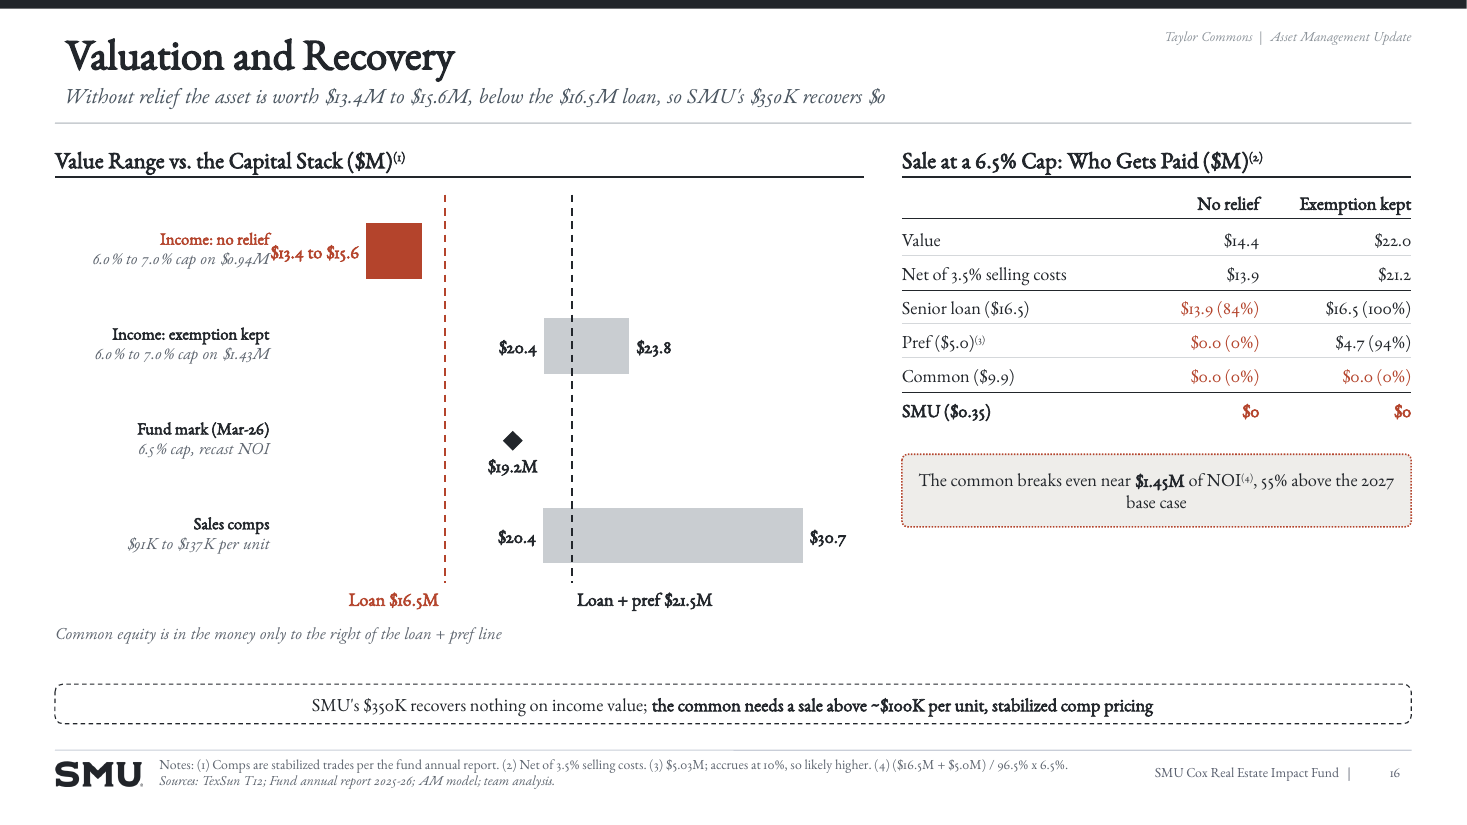 Taylor Commons | Asset Management Update
Valuation and Recovery
Without relief the asset is worth $13.4M to $15.6M, below the $16.5M loan, so SMU's $350K recovers $0
Value Range vs. the Capital Stack ($M)(1)
Income: no relief
6.0% to 7.0% cap on $0.94M
$13.4 to $15.6
Income: exemption kept
6.0% to 7.0% cap on $1.43M
$20.4
$23.8
Fund mark (Mar-26)
6.5% cap, recast NOI
$19.2M
Sales comps
$91K to $137K per unit
$20.4
$30.7
Loan $16.5M
Loan + pref $21.5M
Common equity is in the money only to the right of the loan + pref line
Sale at a 6.5% Cap: Who Gets Paid ($M)(2)
No relief Exemption kept
Value $14.4 $22.0
Net of 3.5% selling costs $13.9 $21.2
Senior loan ($16.5) $13.9 (84%) $16.5 (100%)
Pref ($5.0)(3) $0.0 (0%) $4.7 (94%)
Common ($9.9) $0.0 (0%) $0.0 (0%)
SMU ($0.35) $0 $0
The common breaks even near $1.45M of NOI(4), 55% above the 2027
base case
SMU's $350K recovers nothing on income value; the common needs a sale above ~$100K per unit, stabilized comp pricing
SMU
Notes: (1) Comps are stabilized trades per the fund annual report. (2) Net of 3.5% selling costs. (3) $5.03M; accrues at 10%, so likely higher. (4) ($16.5M + $5.0M) / 96.5% x 6.5%.
Sources: TexSun T12; Fund annual report 2025-26; AM model; team analysis.
SMU Cox Real Estate Impact Fund | 16